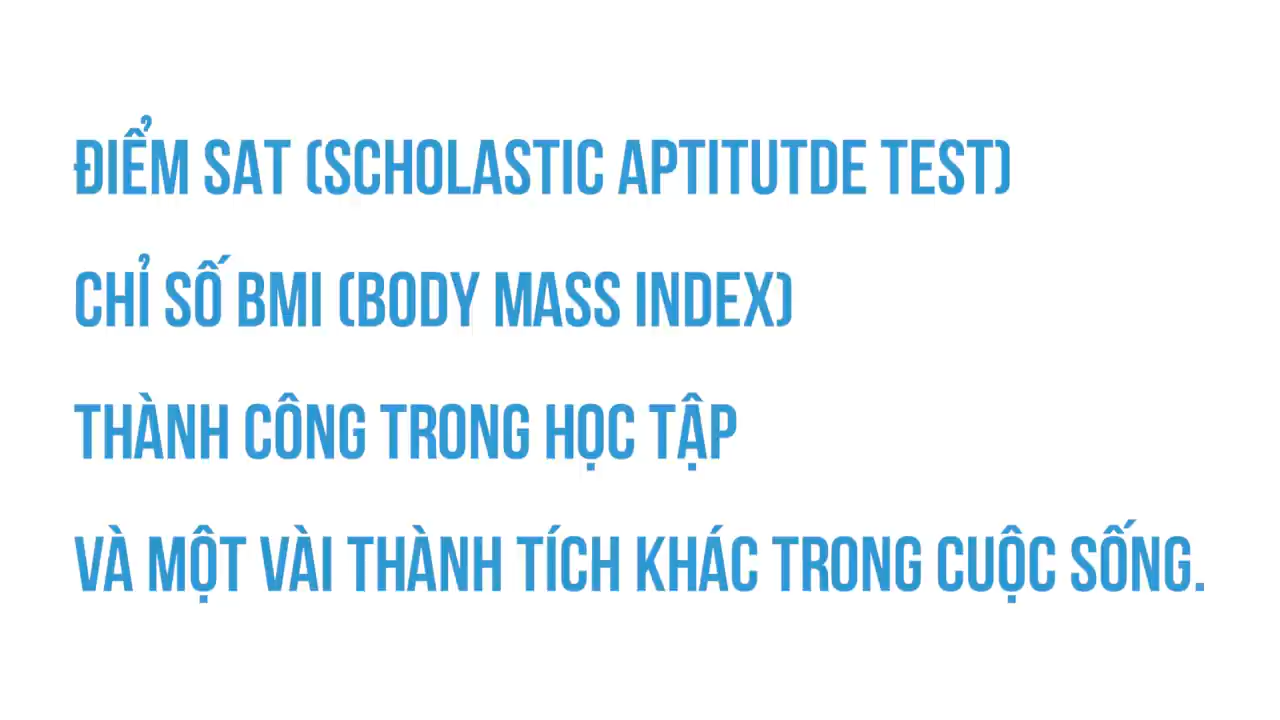 ĐIỂM SAT (SCHOLASTIC APTITUTDE TEST)
CHỈ SỐ BMI (BODY MASS INDEX)
THÀNH CÔNG TRONG HỌC TẬP
VÀ MỘT VÀI THÀNH TÍCH KHÁC TRONG CUỘC SỐNG.